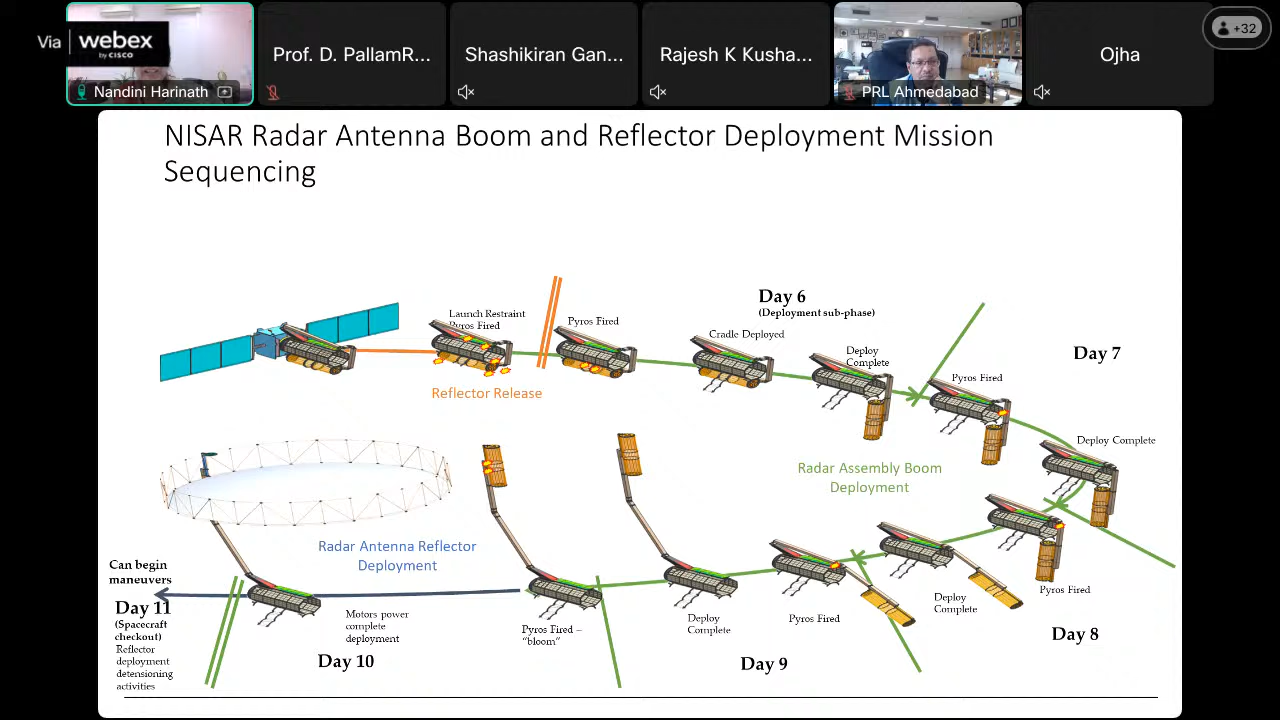 Via webex
by CISCO
Nandini Harinath
Prof. D. PallamR...
Shashikiran Gan...
Rajesh K Kusha...
PRL Ahmedabad
Ojha
+32
NISAR Radar Antenna Boom and Reflector Deployment Mission
Sequencing
Launch Restraint
Pyros Fired
Reflector Release
Pyros Fired
Day 6
(Deployment sub-phase)
Cradle Deployed
Deploy
Complete
Pyros Fired
Day 7
Deploy Complete
Radar Assembly Boom
Deployment
Pyros Fired
Day 8
Deploy
Complete
Pyros Fired
Deploy
Complete
Day 9
Pyros Fired –
“bloom”
Radar Antenna Reflector
Deployment
Motors power
complete
deployment
Day 10
Can begin
maneuvers
Day 11
(Spacecraft
checkout)
Reflector
deployment
detensioning
activities